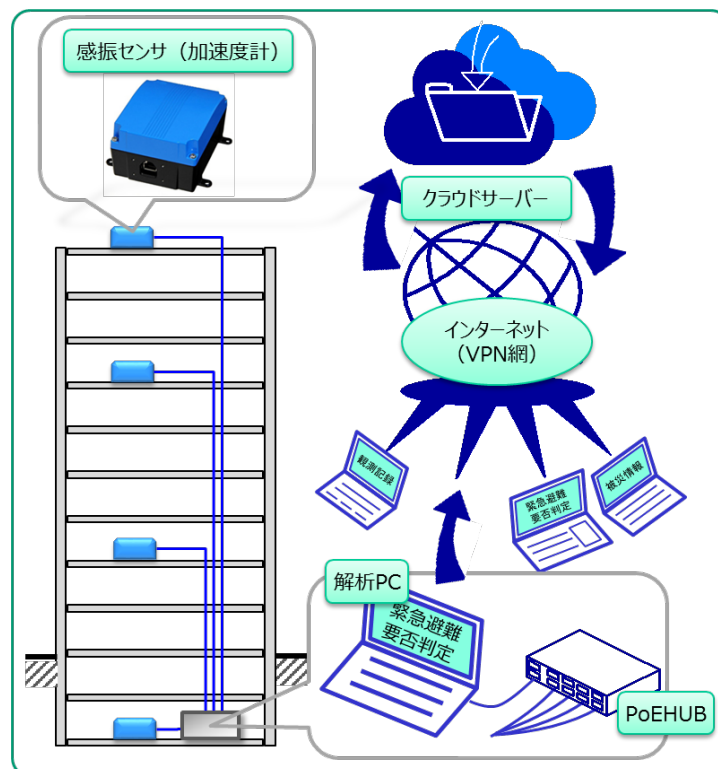 感振センサ（加速度計）
クラウドサーバー
インターネット
（VPN網）
観測記録
緊急避難
要否判定
被災情報
解析PC
緊急避難
要否判定
PoEHUB